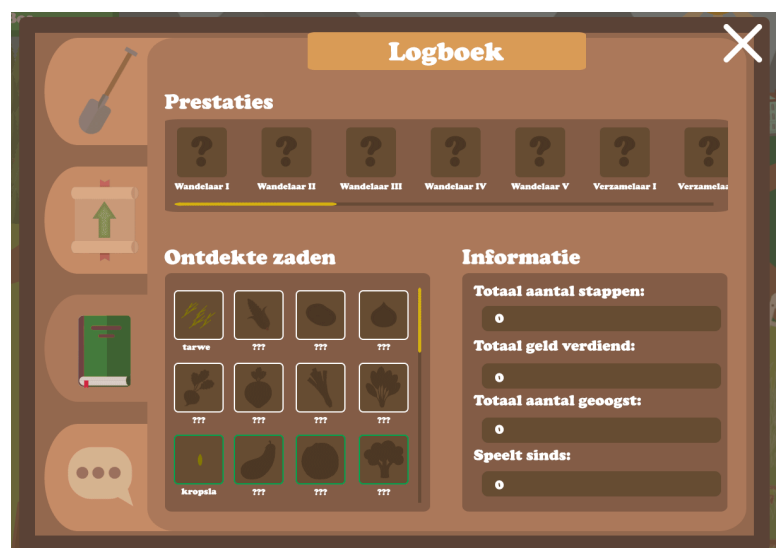 Logboek
Prestaties
Wandelaar I Wandelaar II Wandelaar III Wandelaar IV Wandelaar V Verzamelaar I Verzamelaa
Ontdekte zaden
tarwe ??? ??? ???
??? ??? ??? ???
kropsla ??? ??? ???
Informatie
Totaal aantal stappen:
0
Totaal geld verdiend:
0
Totaal aantal geoogst:
0
Speelt sinds:
0